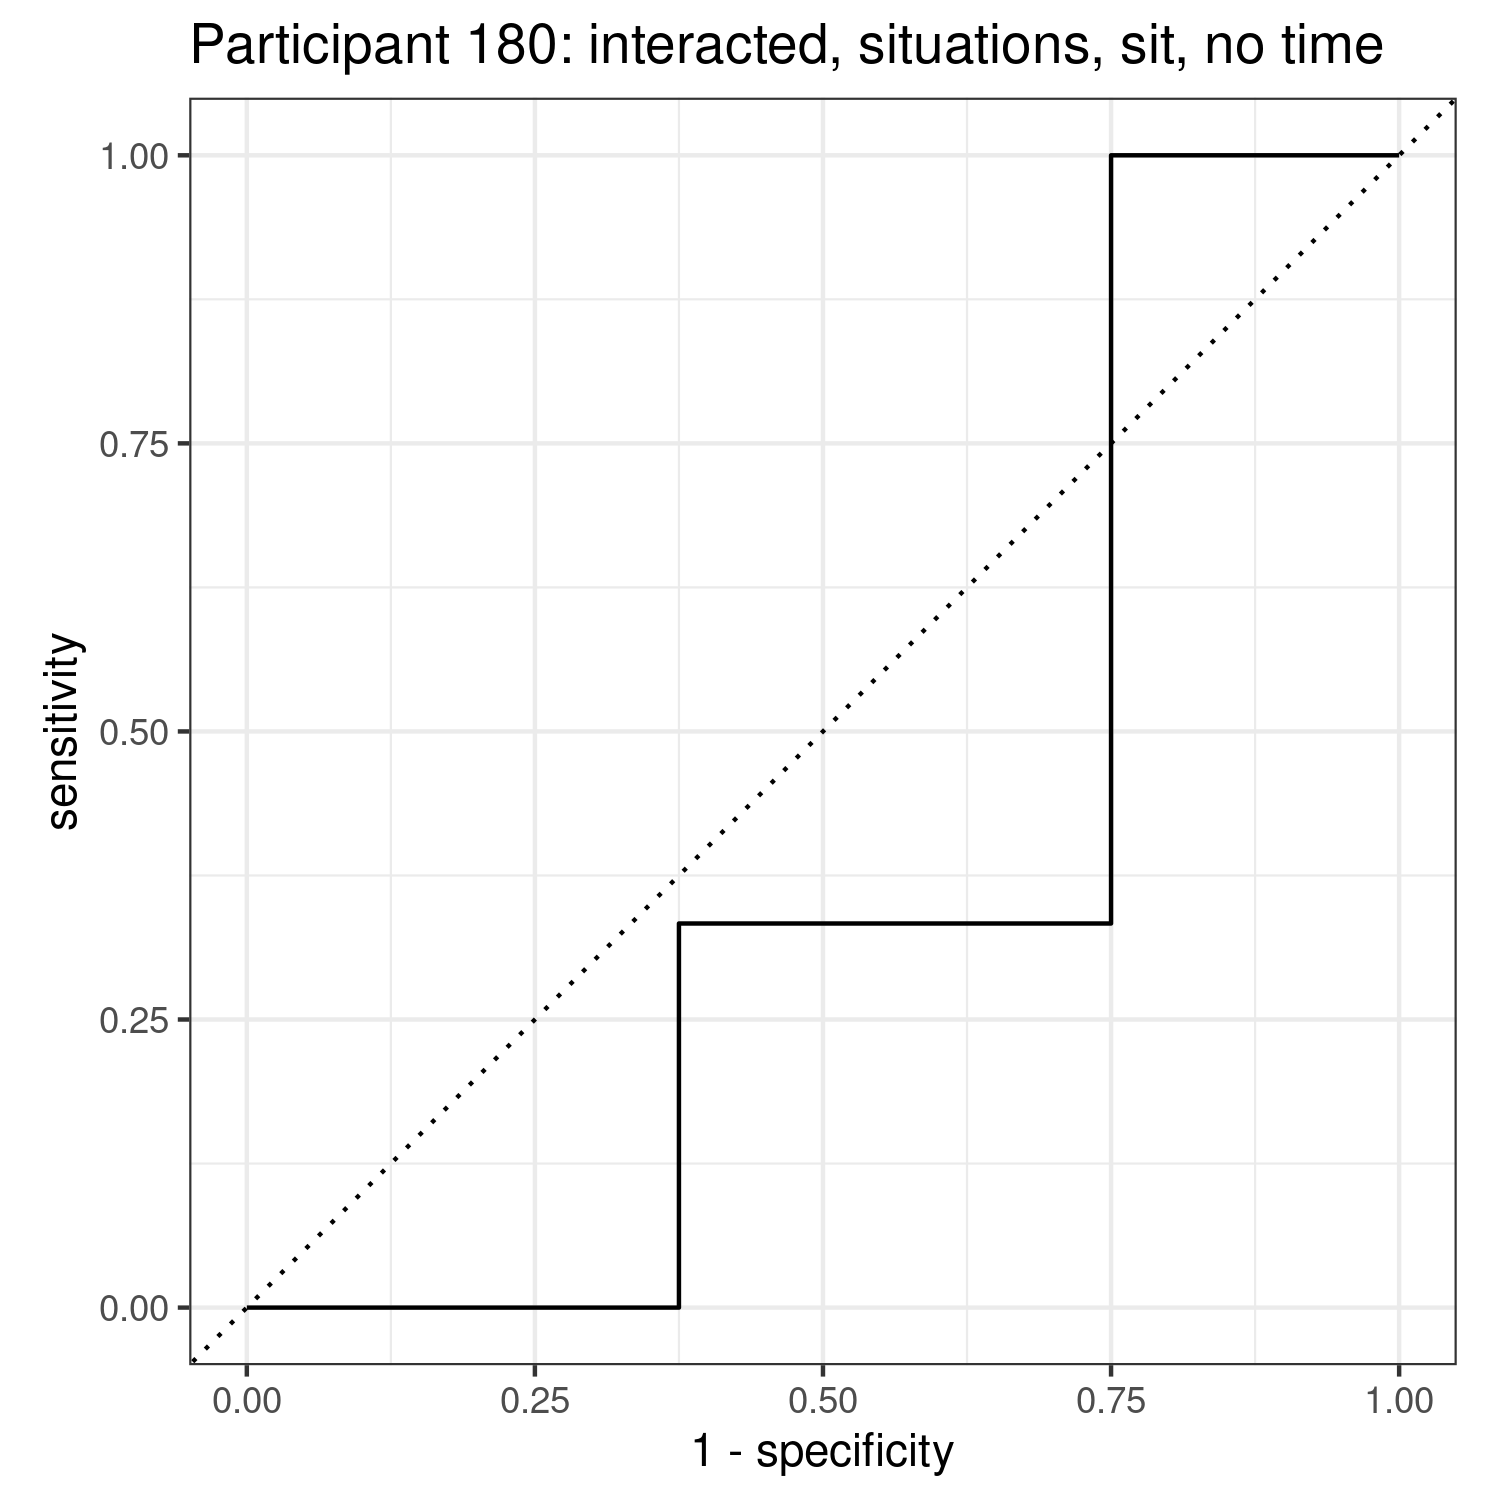 Participant 180: interacted, situations, sit, no time
1.00
0.75
0.50
0.25
0.00
sensitivity
0.00 0.25 0.50 0.75 1.00
1 - specificity